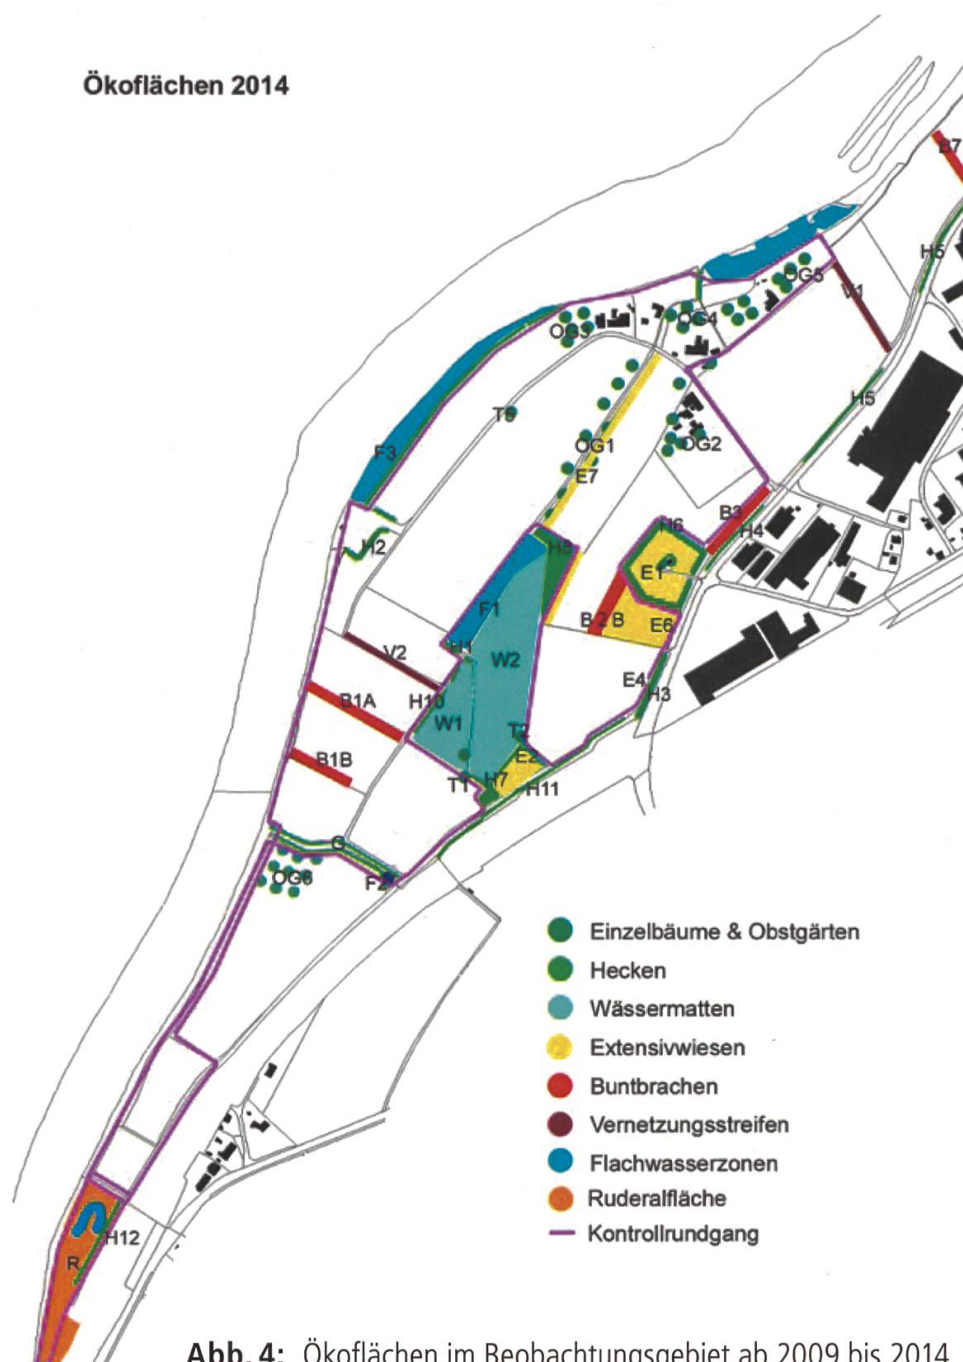 Ökoflächen 2014
B7
H5
OG5
V1
OG4
OG3
H5
T5
OG1
OG2
F3
E7
B3
H6
H4
H2
H8
E1
F1
B 2 B
E6
H1
V2
W2
E4
H3
B1A
H10
W1
T2
B1B
E2
T1
H7
H11
G
OG6
F2
Einzelbäume & Obstgärten
Hecken
Wässermatten
Extensivwiesen
Buntbrachen
Vernetzungsstreifen
Flachwasserzonen
Ruderalfläche
Kontrollrundgang
H12
R
Abb. 4: Ökoflächen im Beobachtungsgebiet ab 2009 bis 2014